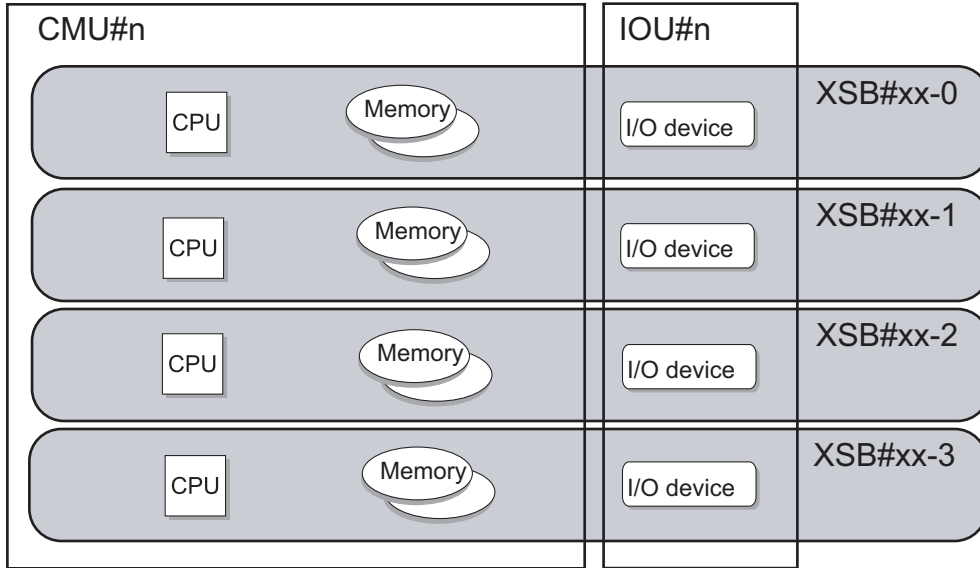 CMU#n
IOU#n
CPU
Memory
I/O device
XSB#xx-0
CPU
Memory
I/O device
XSB#xx-1
CPU
Memory
I/O device
XSB#xx-2
CPU
Memory
I/O device
XSB#xx-3